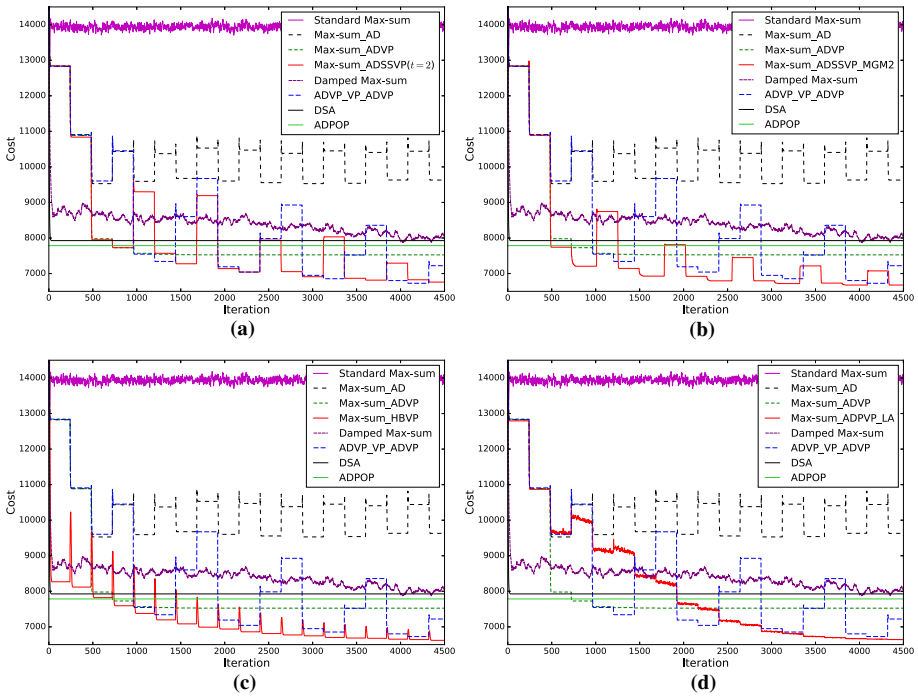 14000
13000
12000
11000
10000
9000
8000
7000
Cost
0
500
1000
1500
2000
2500
3000
3500
4000
4500
Iteration
Standard Max-sum
Max-sum_AD
Max-sum_ADVP
Max-sum_ADSSVP(t=2)
Damped Max-sum
ADVP_VP_ADVP
DSA
ADPOP
(a)
14000
13000
12000
11000
10000
9000
8000
7000
Cost
0
500
1000
1500
2000
2500
3000
3500
4000
4500
Iteration
Standard Max-sum
Max-sum_AD
Max-sum_ADVP
Max-sum_ADSSVP_MGM2
Damped Max-sum
ADVP_VP_ADVP
DSA
ADPOP
(b)
14000
13000
12000
11000
10000
9000
8000
7000
Cost
0
500
1000
1500
2000
2500
3000
3500
4000
4500
Iteration
Standard Max-sum
Max-sum_AD
Max-sum_ADVP
Max-sum_HBVP
Damped Max-sum
ADVP_VP_ADVP
DSA
ADPOP
(c)
14000
13000
12000
11000
10000
9000
8000
7000
Cost
0
500
1000
1500
2000
2500
3000
3500
4000
4500
Iteration
Standard Max-sum
Max-sum_AD
Max-sum_ADVP
Max-sum_ADPVP_LA
Damped Max-sum
ADVP_VP_ADVP
DSA
ADPOP
(d)